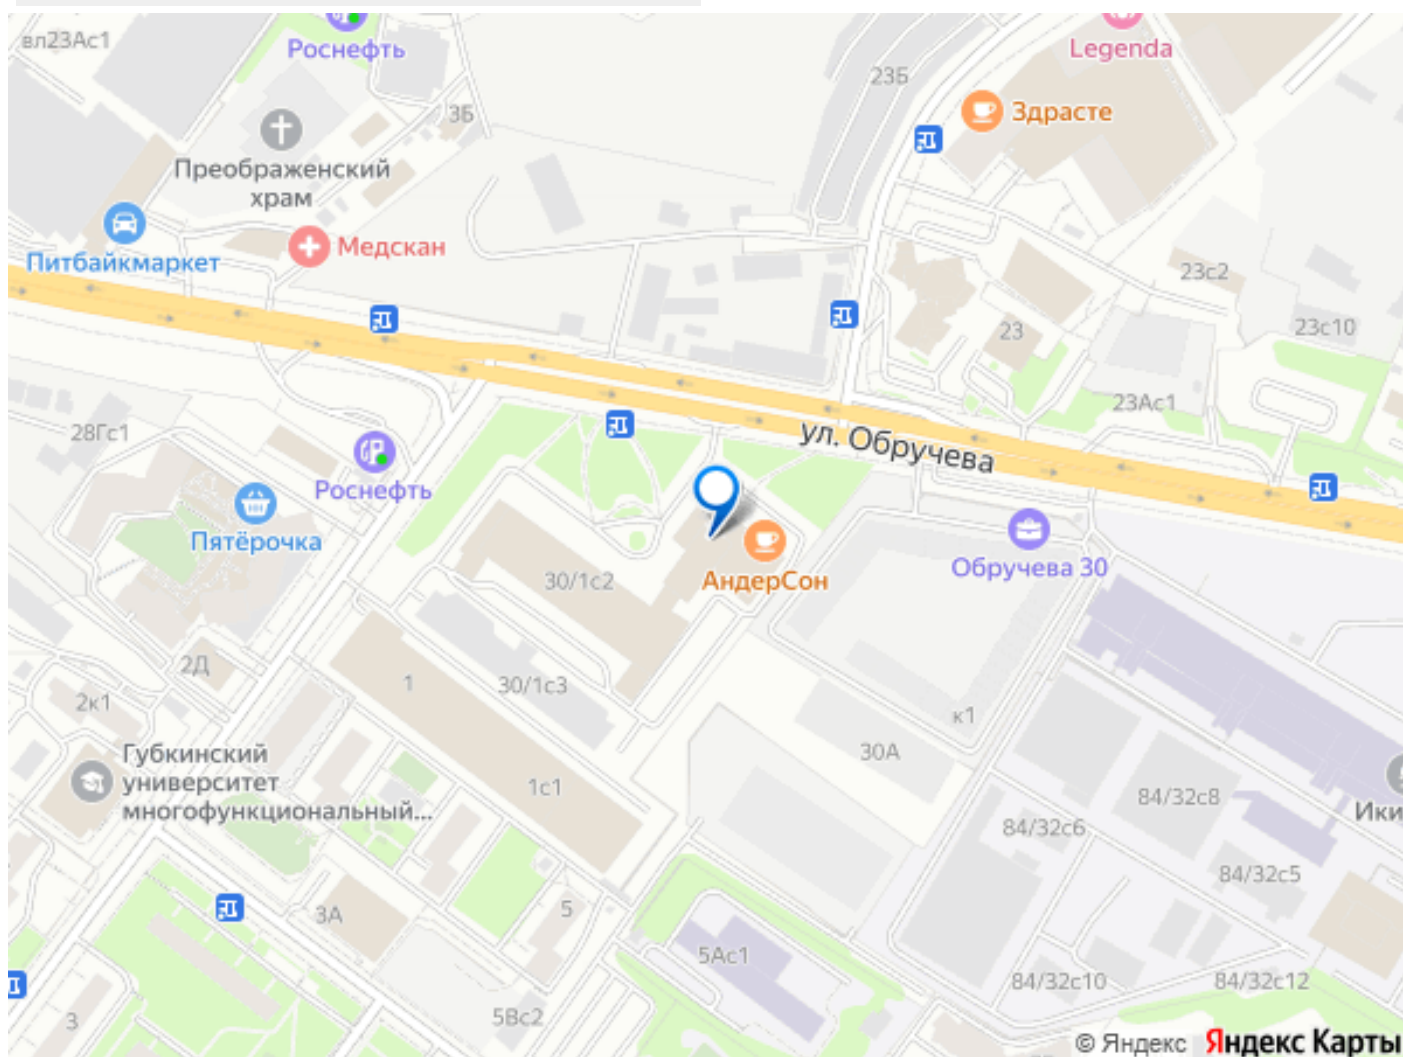 вл23Ас1
Роснефть
Legenda
23Б
3Б
Здрасте
Преображенский
храм
Медскан
Питбайкмаркет
23с2
23
23с10
23Ас1
28Гс1
ул. Обручева
Роснефть
Пятёрочка
Обручева 30
30/1с2
АндерСон
2Д
1
30/1с3
2к1
к1
30А
Губкинский
университет
многофункциональный...
1с1
84/32с8
Ики
84/32с6
84/32с5
3А
5
5Ас1
84/32с10
84/32с12
3
5Вс2
© Яндекс Яндекс Карты